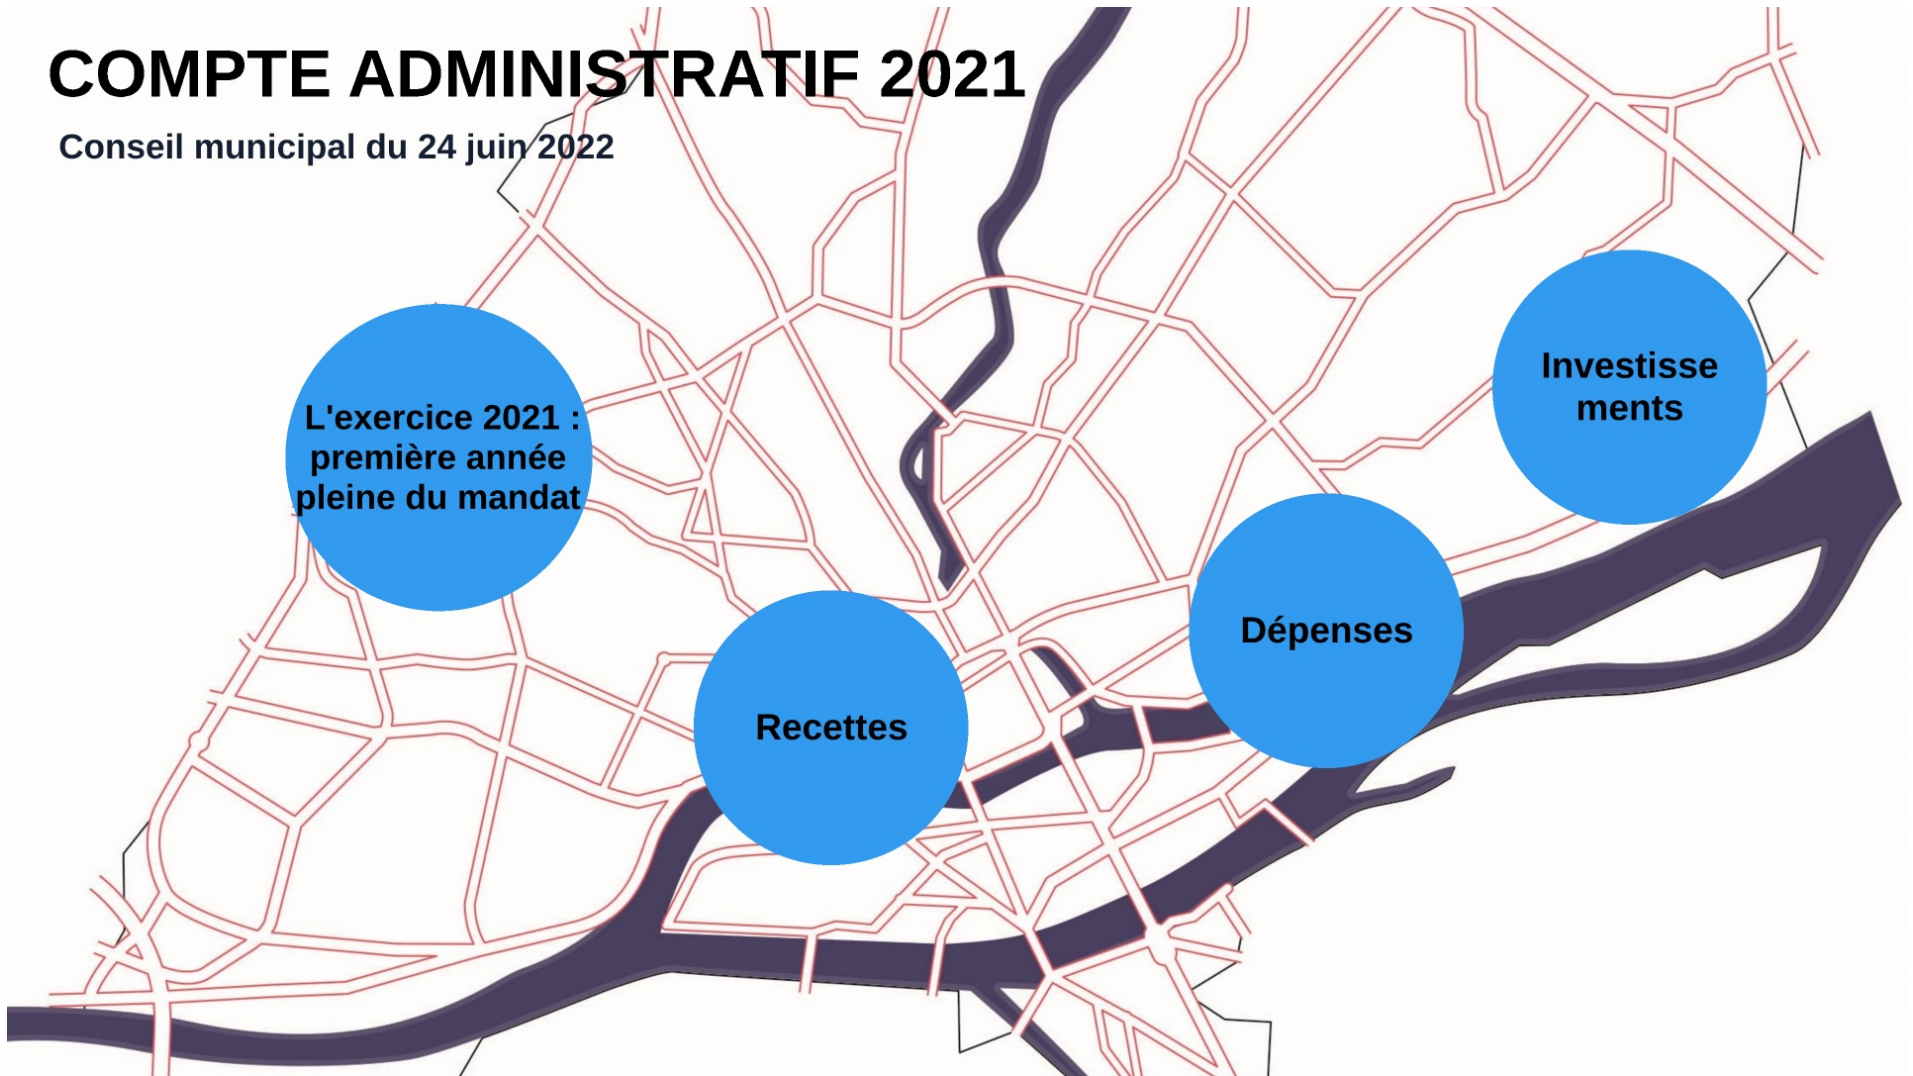 COMPTE ADMINISTRATIF 2021
Conseil municipal du 24 juin 2022
L'exercice 2021 :
première année
pleine du mandat
Recettes
Dépenses
Investisse
ments